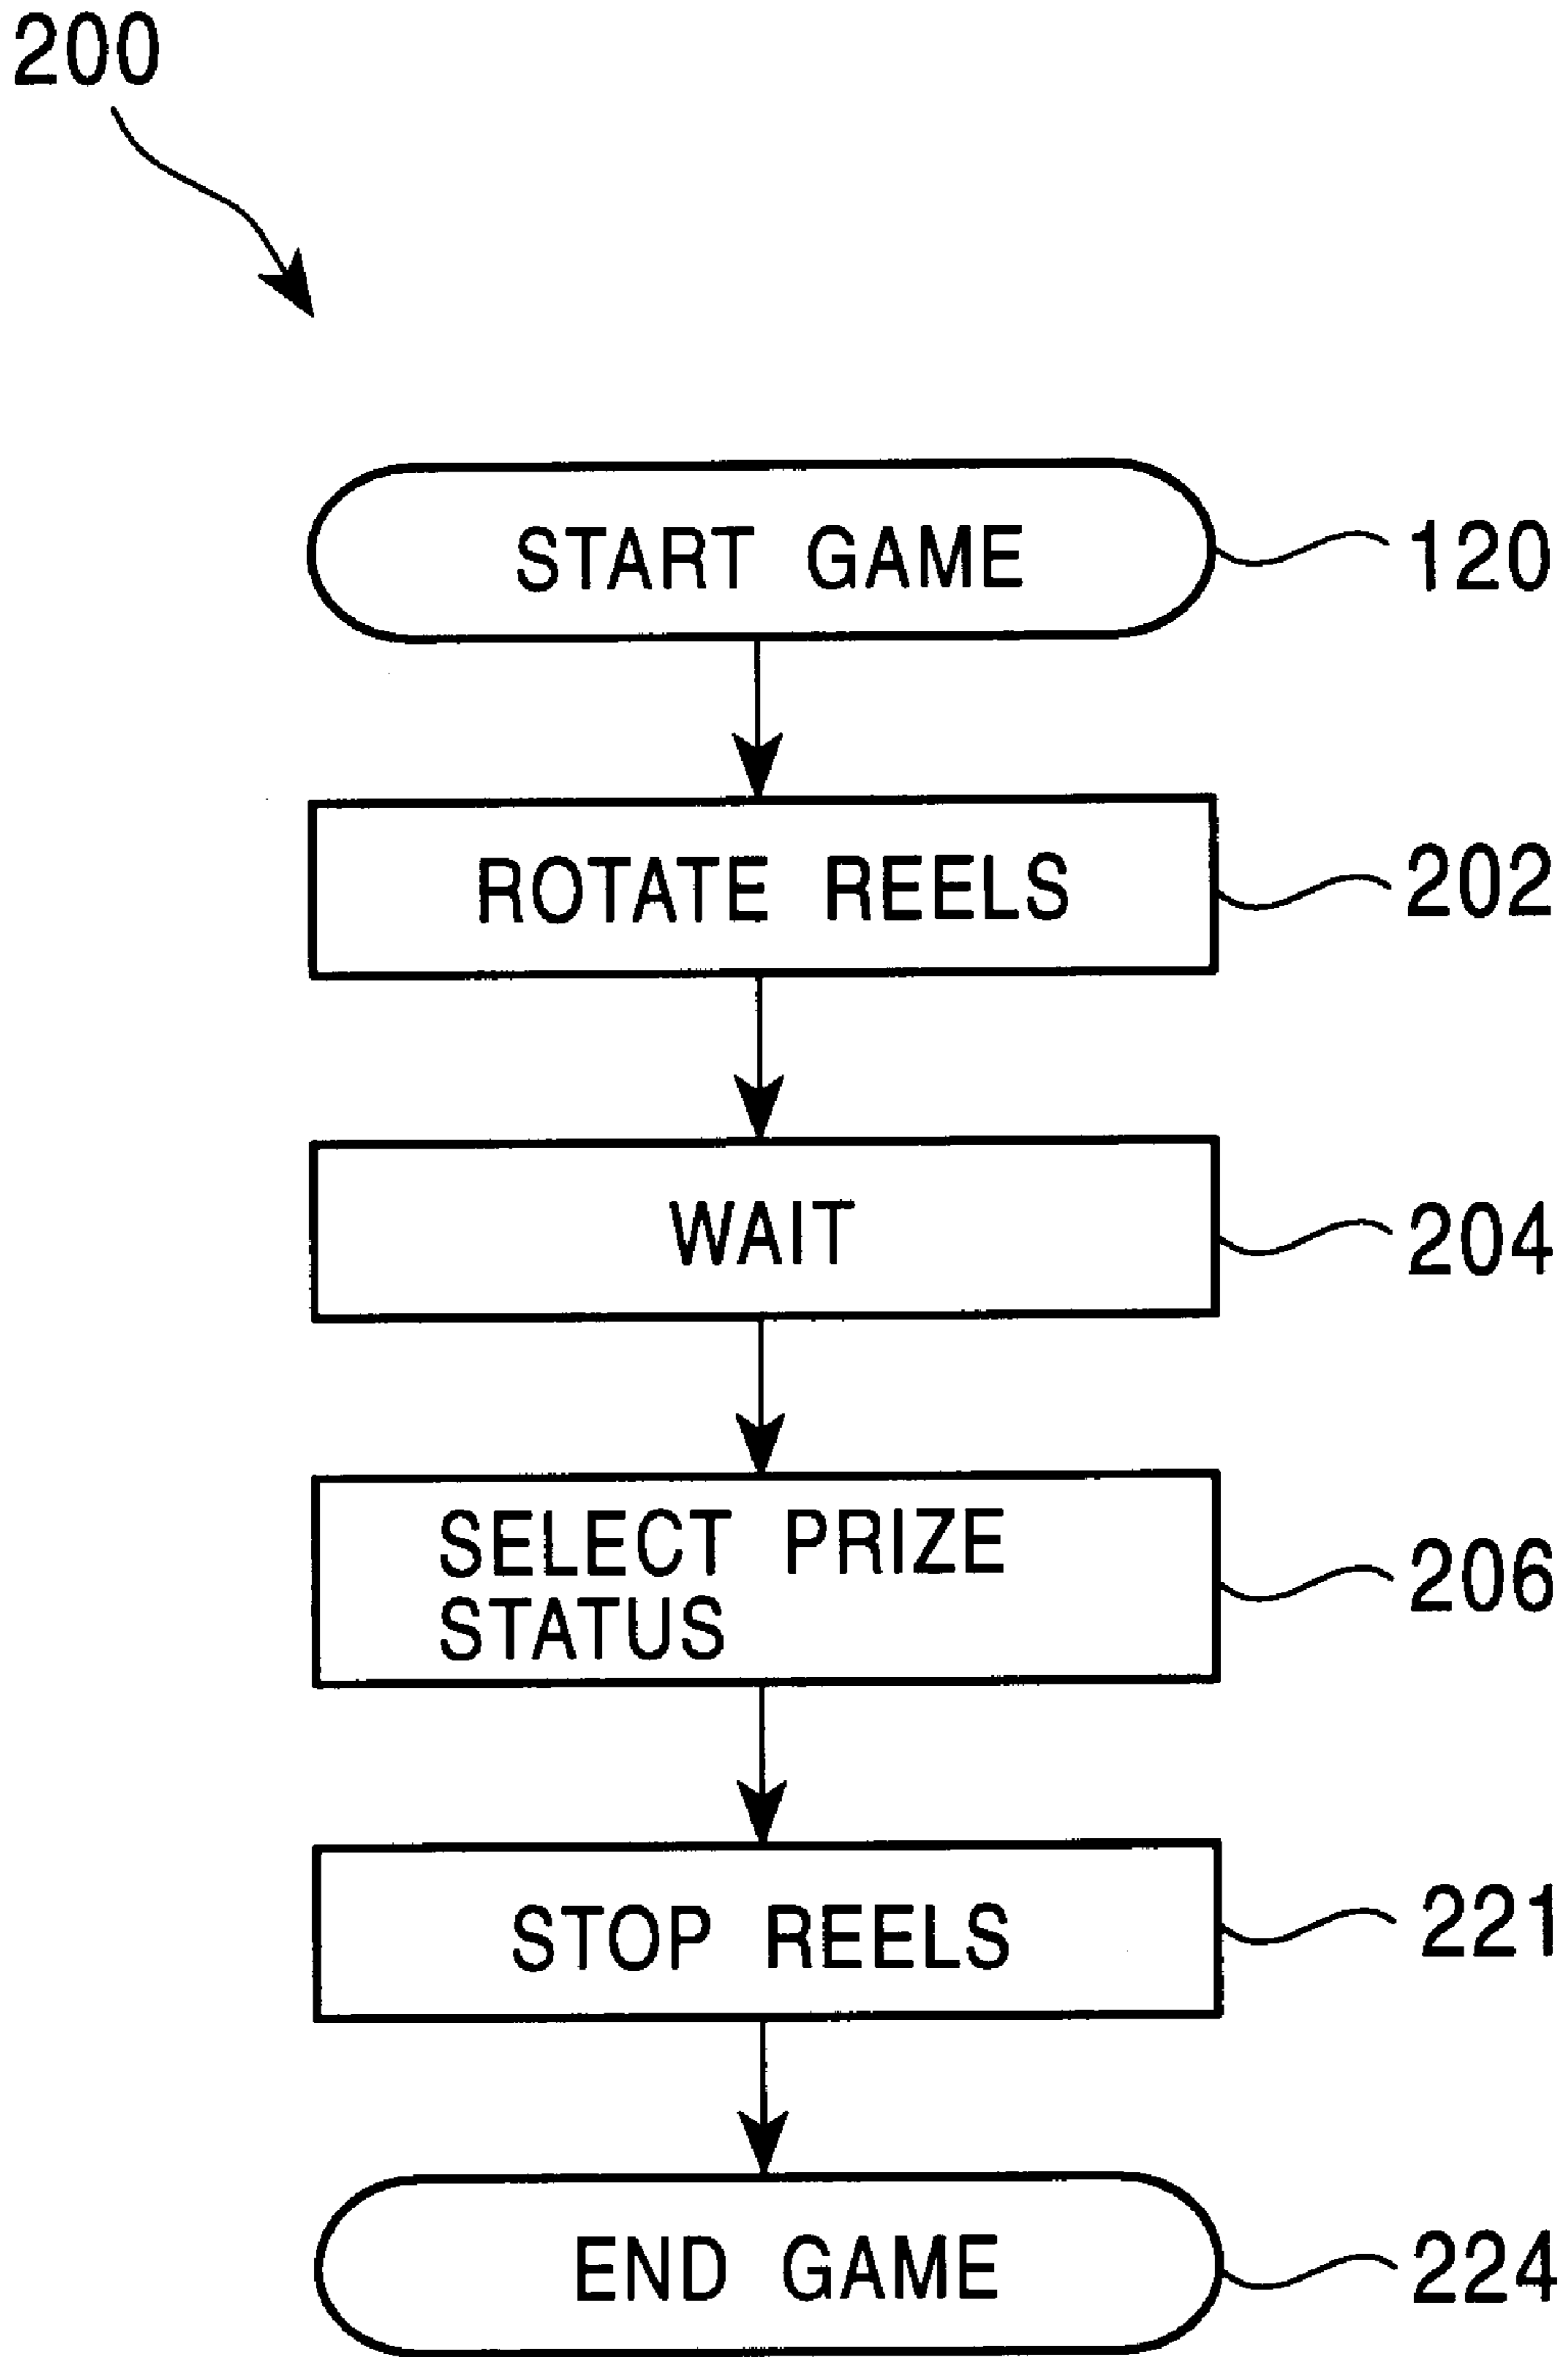 200
START GAME
120
ROTATE REELS
202
WAIT
204
SELECT PRIZE
STATUS
206
STOP REELS
221
END GAME
224